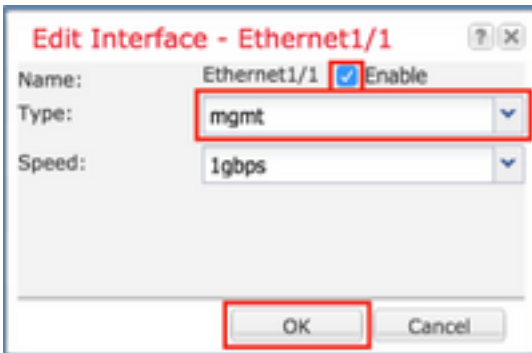 Edit Interface - Ethernet1/1 ? X
Name: Ethernet1/1 Enable
Type: mgmt
Speed: 1gbps
OK Cancel